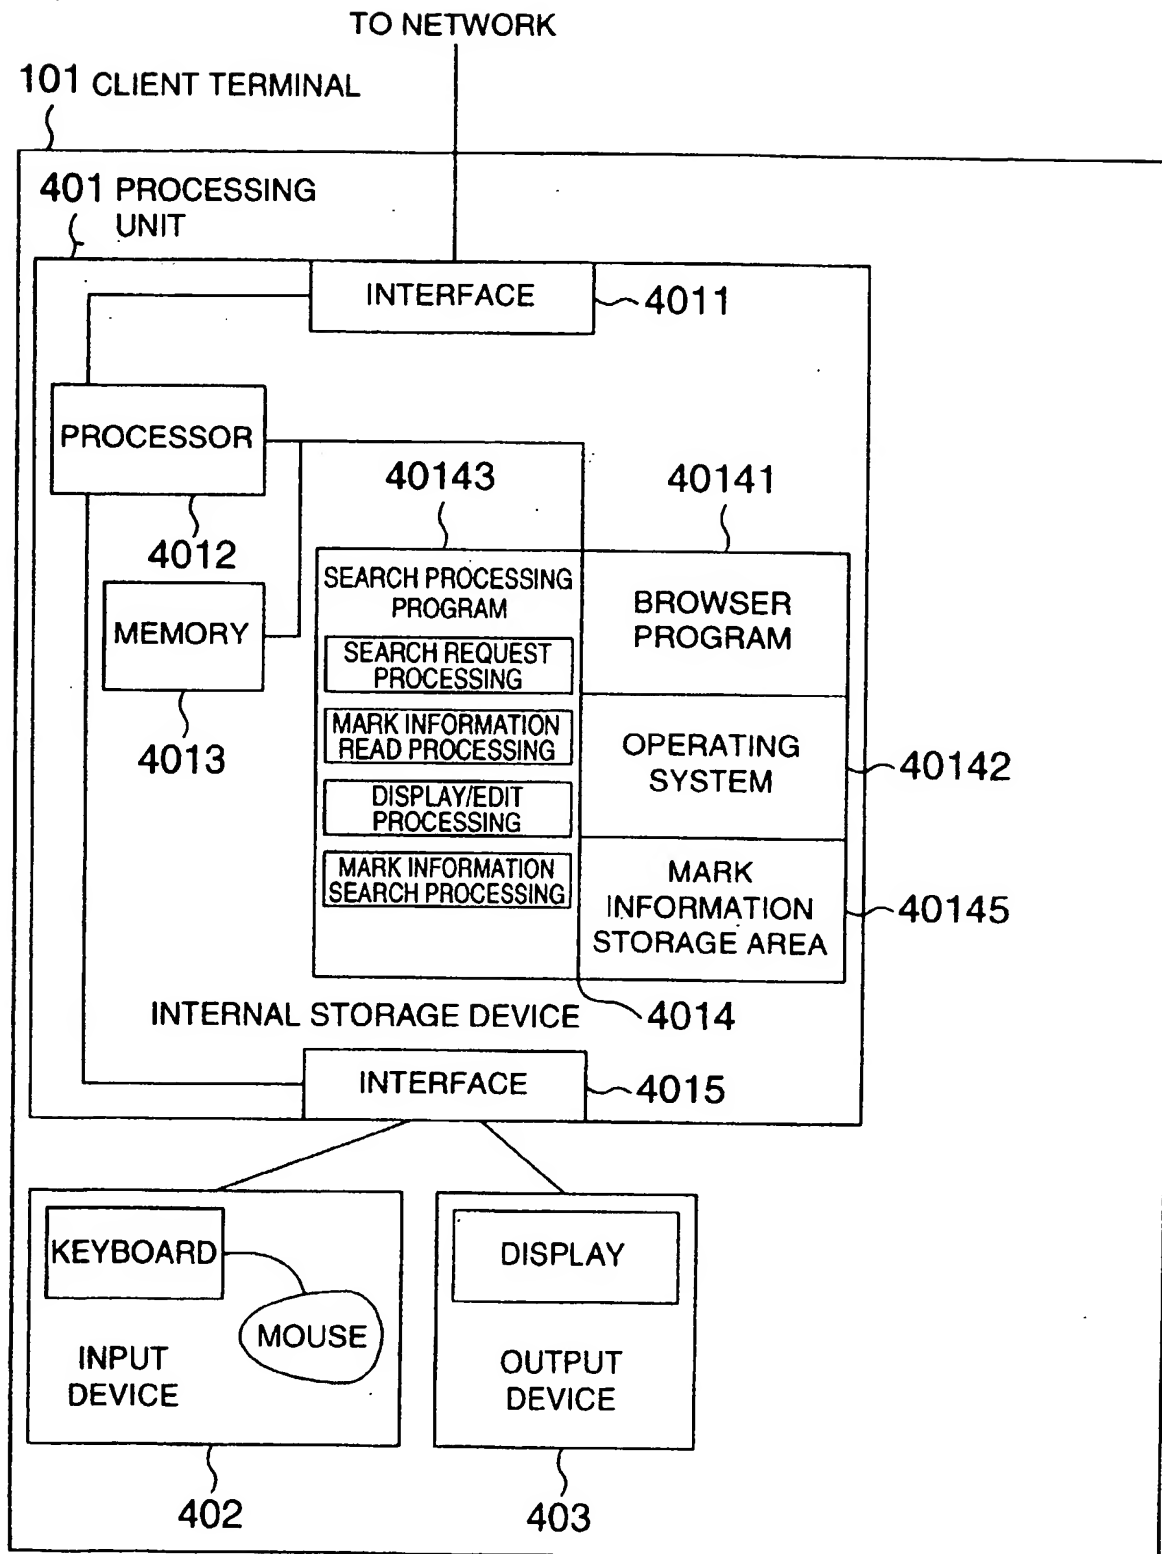 TO NETWORK
101 CLIENT TERMINAL
401 PROCESSING
UNIT
INTERFACE
4011
PROCESSOR
4012
40143
40141
MEMORY
4013
SEARCH PROCESSING
PROGRAM
SEARCH REQUEST
PROCESSING
MARK INFORMATION
READ PROCESSING
DISPLAY/EDIT
PROCESSING
MARK INFORMATION
SEARCH PROCESSING
BROWSER
PROGRAM
OPERATING
SYSTEM
40142
MARK
INFORMATION
STORAGE AREA
40145
INTERNAL STORAGE DEVICE
4014
INTERFACE
4015
KEYBOARD
MOUSE
INPUT
DEVICE
402
DISPLAY
OUTPUT
DEVICE
403